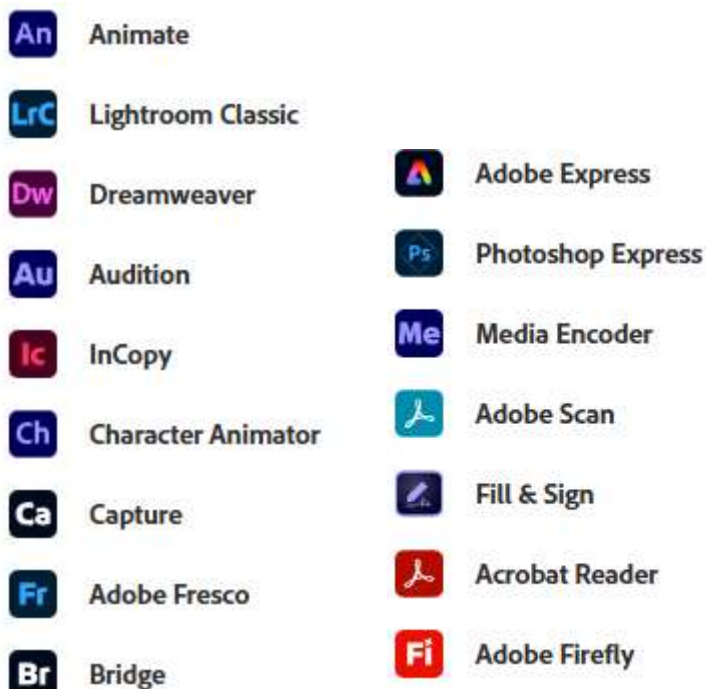 An Animate
LrC Lightroom Classic
Dw Dreamweaver
Au Audition
Ic InCopy
Ch Character Animator
Ca Capture
Fr Adobe Fresco
Br Bridge
Adobe Express
Ps Photoshop Express
Me Media Encoder
Adobe Scan
Fill & Sign
Acrobat Reader
Fi Adobe Firefly